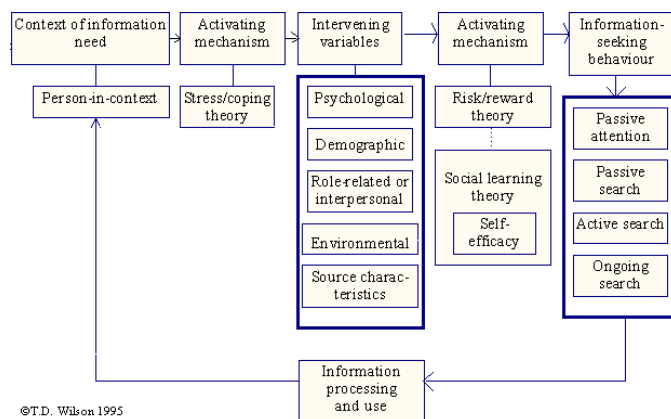 Context of information
need
Activating
mechanism
Intervening
variables
Activating
mechanism
Information-
seeking
behaviour
Person-in-context
Stress/coping
theory
Psychological
Demographic
Role-related or
interpersonal
Environmental
Source charac-
teristics
Risk/reward
theory
Social learning
theory
Self-
efficacy
Passive
attention
Passive
search
Active search
Ongoing
search
Information
processing
and use
©T.D. Wilson 1995